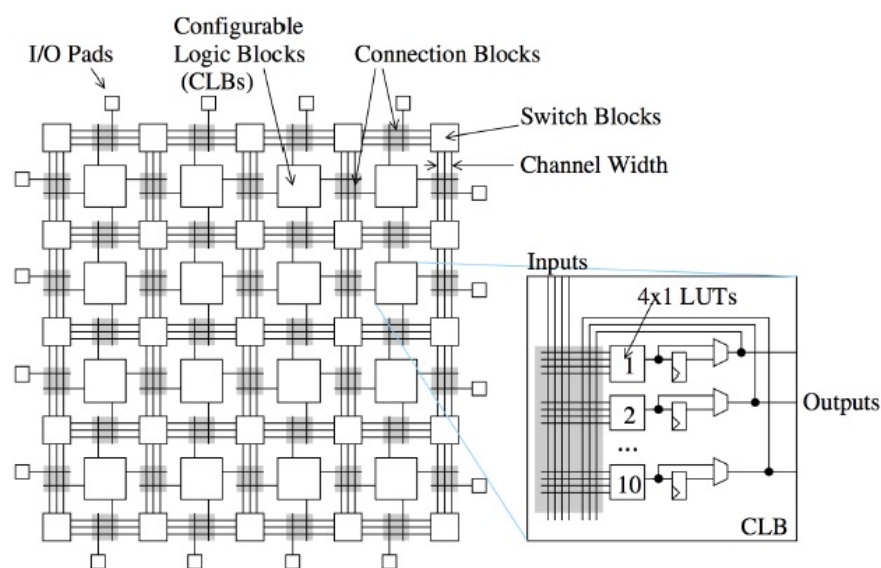 Configurable
Logic Blocks
(CLBs)
I/O Pads
Connection Blocks
Switch Blocks
Channel Width
Inputs
4x1 LUTs
1
2
...
10
Outputs
CLB